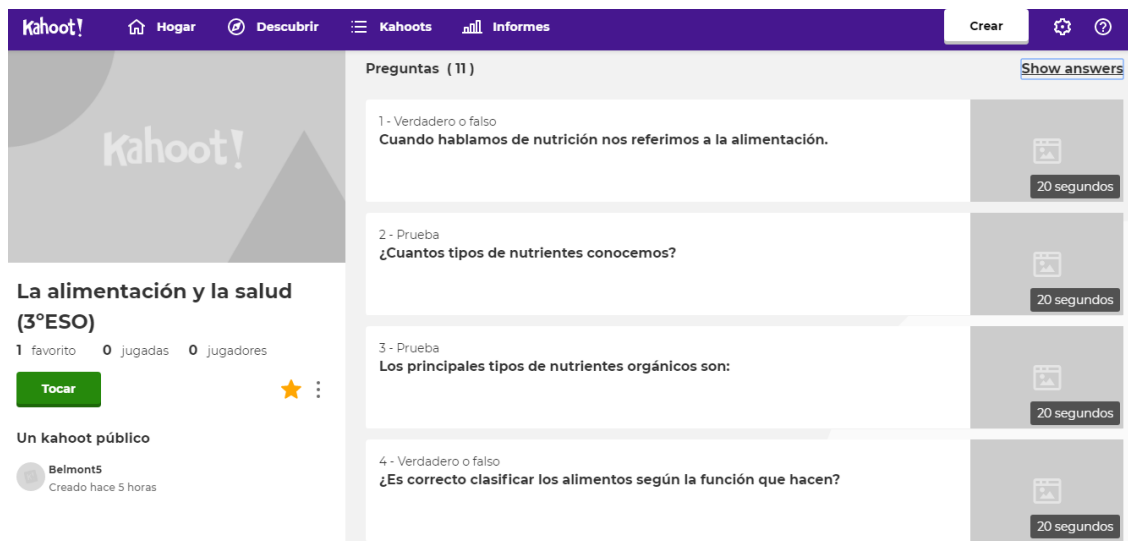 Kahoot! Hogar Descubrir Kahoots Informes Crear
Kahoot!
La alimentación y la salud
(3ºESO)
1 favorito 0 jugadas 0 jugadores
Tocar
Un kahoot público
Belmont5
Creado hace 5 horas
Preguntas (11) Show answers
1 - Verdadero o falso
Cuando hablamos de nutrición nos referimos a la alimentación.
20 segundos
2 - Prueba
¿Cuantos tipos de nutrientes conocemos?
20 segundos
3 - Prueba
Los principales tipos de nutrientes orgánicos son:
20 segundos
4 - Verdadero o falso
¿Es correcto clasificar los alimentos según la función que hacen?
20 segundos